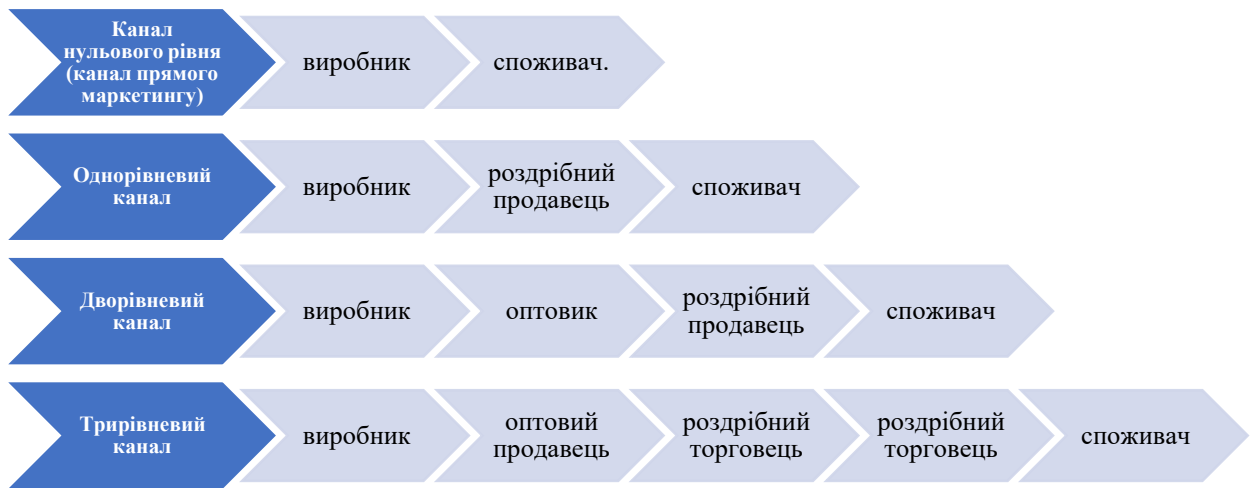 Канал
нульового рівня
(канал прямого
маркетингу)
виробник
споживач.
Однорівневий
канал
виробник
роздрібний
продавець
споживач
Дворівневий
канал
виробник
оптовик
роздрібний
продавець
споживач
Трирівневий
канал
виробник
оптовий
продавець
роздрібний
торговець
роздрібний
торговець
споживач